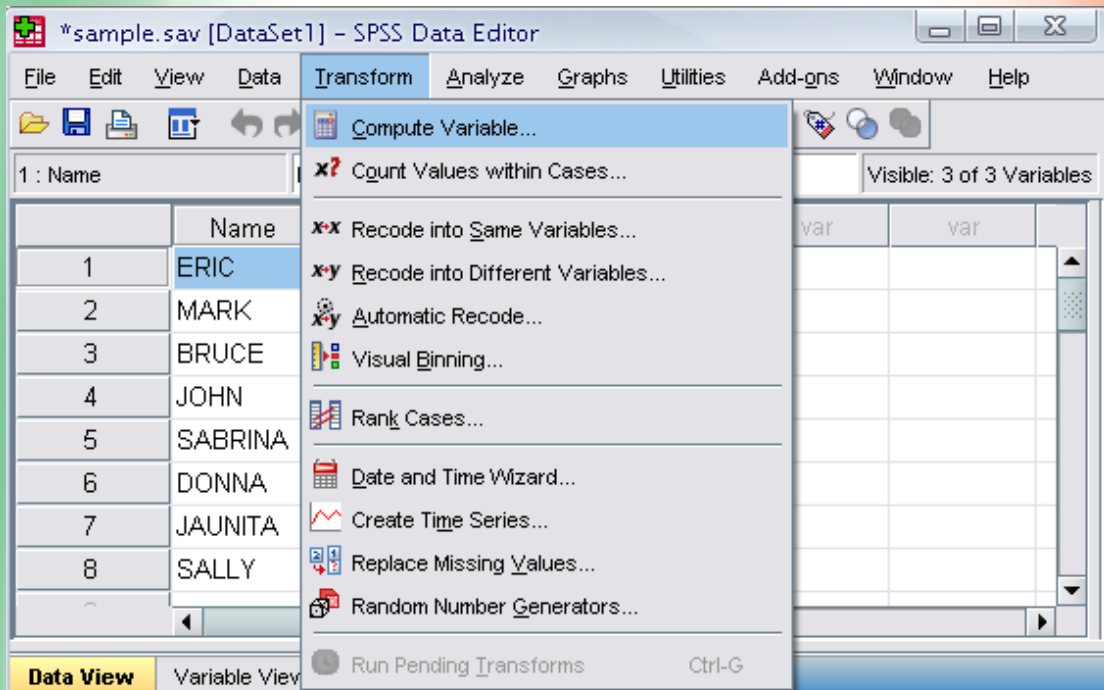 *sample.sav [DataSet1] - SPSS Data Editor
File Edit View Data Transform Analyze Graphs Utilities Add-ons Window Help
Compute Variable...
1 : Name
Visible: 3 of 3 Variables
Count Values within Cases...
Name var var
Recode into Same Variables...
1 ERIC
Recode into Different Variables...
2 MARK
Automatic Recode...
3 BRUCE
Visual Binning...
4 JOHN
Rank Cases...
5 SABRINA
6 DONNA
Date and Time Wizard...
7 JAUNITA
Create Time Series...
8 SALLY
Replace Missing Values...
Random Number Generators...
Run Pending Transforms Ctrl-G
Data View Variable View